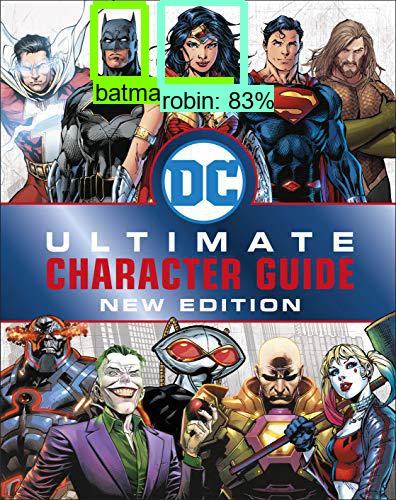 batma
robin: 83%
DC
ULTIMATE
CHARACTER GUIDE
NEW EDITION